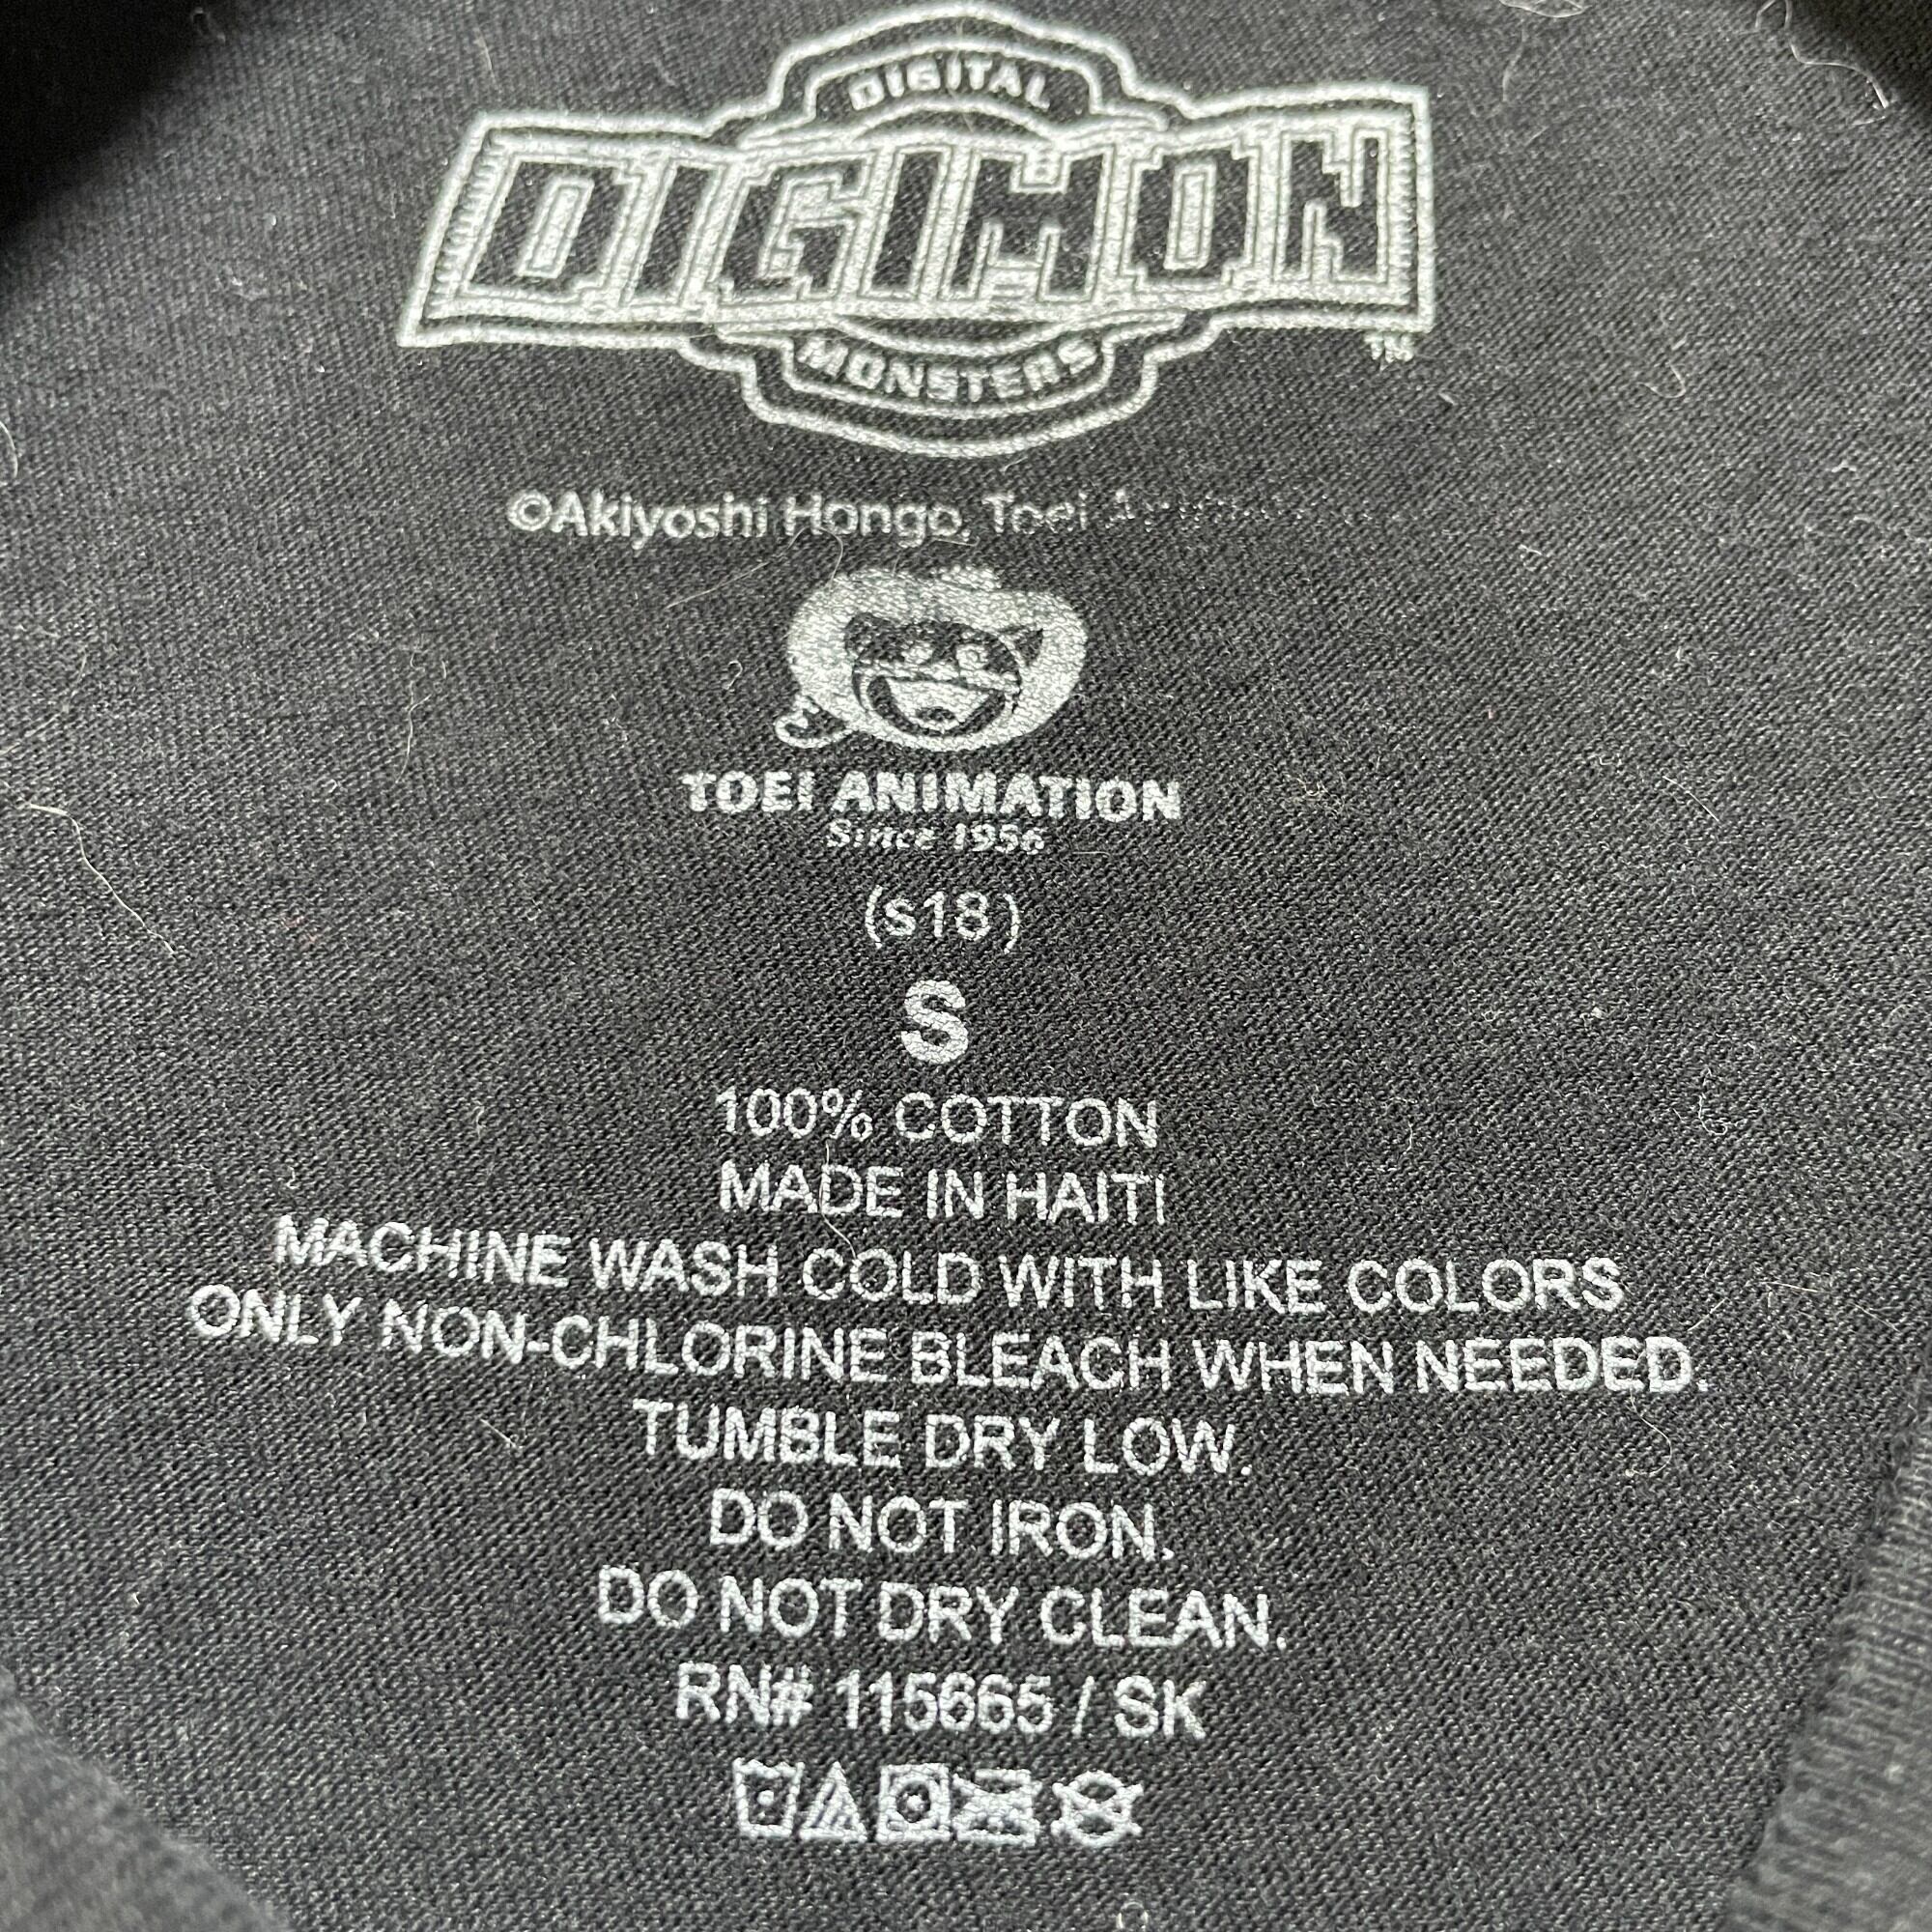 DIGITAL
DIGIMON
MONSTERS
™
©Akiyoshi Hongo, Toei
TOEI ANIMATION
Since 1956
(s18)
S
100% COTTON
MADE IN HAITI
MACHINE WASH COLD WITH LIKE COLORS
ONLY NON-CHLORINE BLEACH WHEN NEEDED.
TUMBLE DRY LOW.
DO NOT IRON.
DO NOT DRY CLEAN.
RN# 115665 / SK